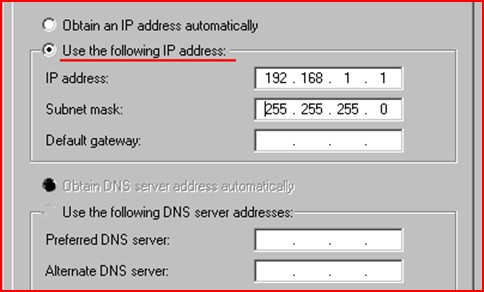 Obtain an IP address automatically
Use the following IP address:
IP address: 192 . 168 . 1 . 1
Subnet mask: 255 . 255 . 255 . 0
Default gateway: . . .
Obtain DNS server address automatically
Use the following DNS server addresses:
Preferred DNS server: . . .
Alternate DNS server: . . .